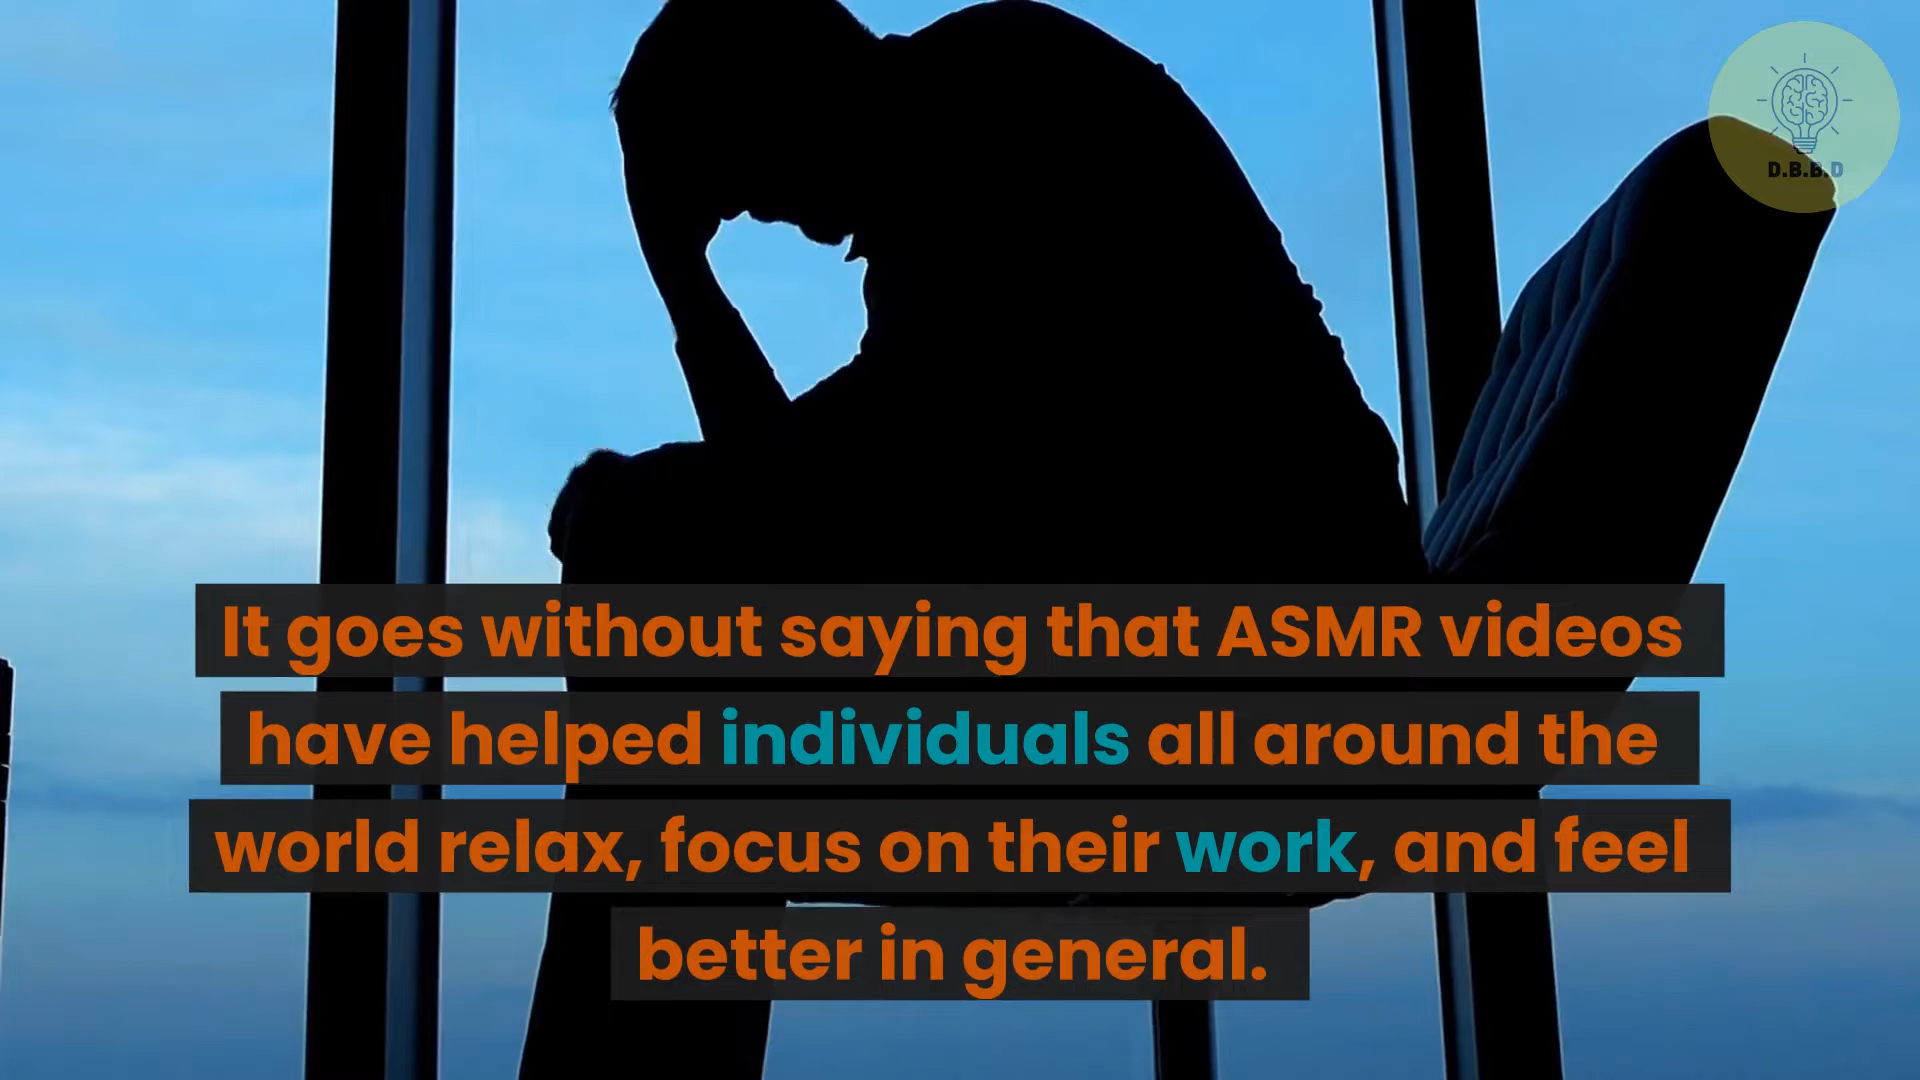 D.B.B.D
It goes without saying that ASMR videos
have helped individuals all around the
world relax, focus on their work, and feel
better in general.